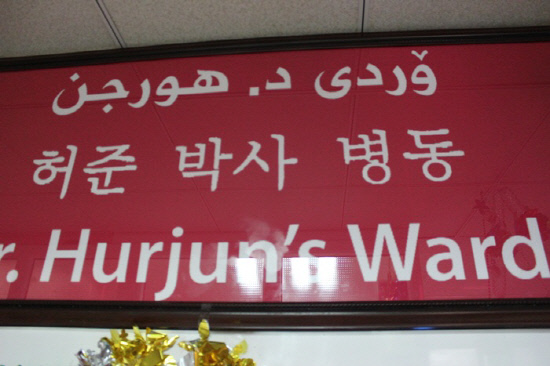 ۆردی د. هورجن
허준 박사 병동
r. Hurjun's Ward